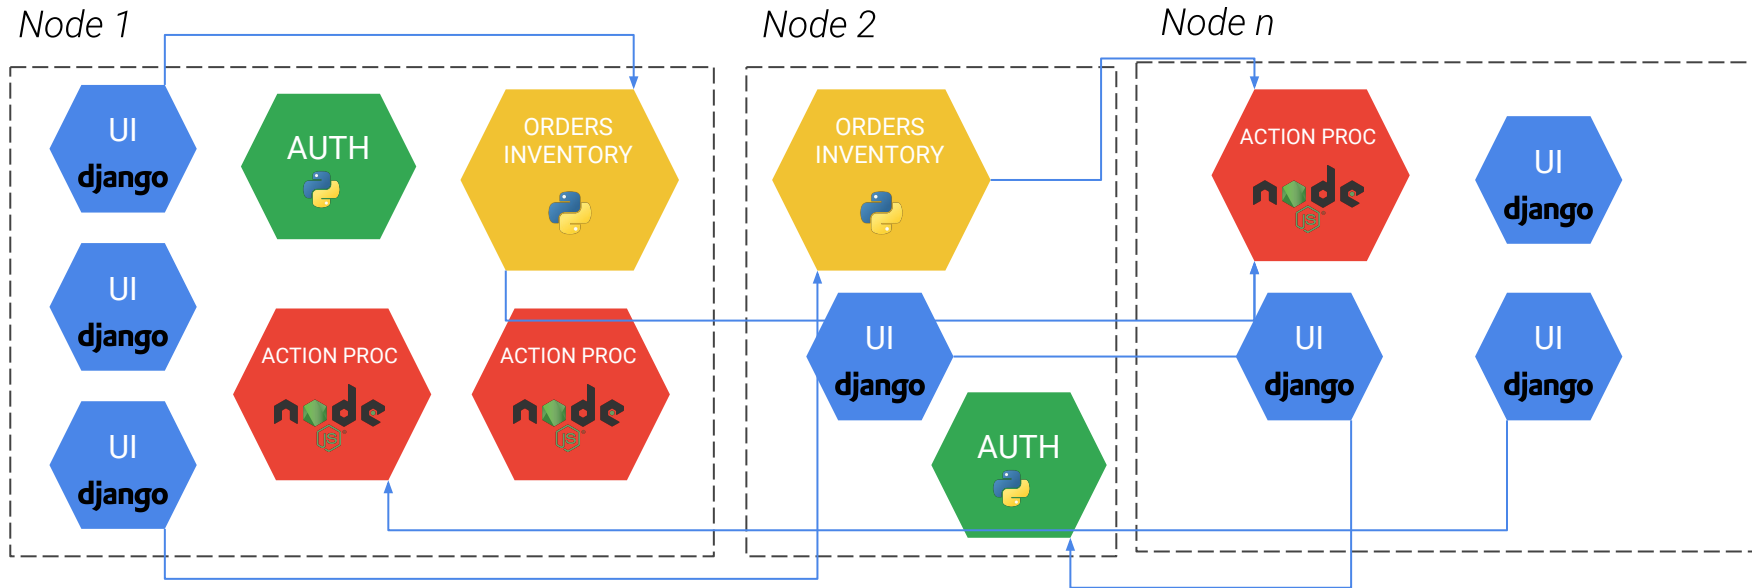 Node 1
UI
django
AUTH
ORDERS
INVENTORY
UI
django
ACTION PROC
node
JS
ACTION PROC
node
JS
UI
django
Node 2
ORDERS
INVENTORY
UI
django
AUTH
Node n
ACTION PROC
node
JS
UI
django
UI
django
UI
django